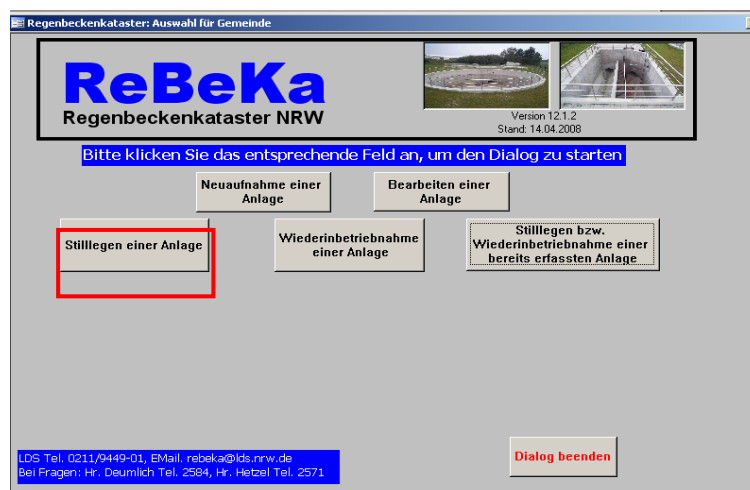 Regenbeckenkataster: Auswahl für Gemeinde
ReBeKa
Regenbeckenkataster NRW
Version 12.1.2
Stand: 14.04.2008
Bitte klicken Sie das entsprechende Feld an, um den Dialog zu starten
Neuaufnahme einer
Anlage
Bearbeiten einer
Anlage
Stilllegen einer Anlage
Wiederinbetriebnahme
einer Anlage
Stilllegen bzw.
Wiederinbetriebnahme einer
bereits erfassten Anlage
LDS Tel. 0211/9449-01, EMail. rebeka@lds.nrw.de
Bei Fragen: Hr. Deumlich Tel. 2584, Hr. Hetzel Tel. 2571
Dialog beenden